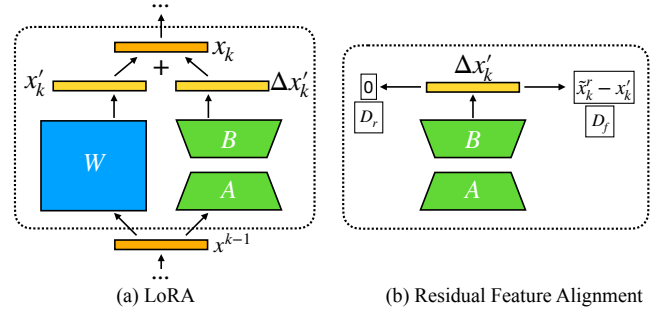 ...
x_k
+
x'_k
Δx'_k
W
B
A
x^{k−1}
...
(a) LoRA
Δx'_k
0
D_r
x̃^r_k − x'_k
D_f
B
A
(b) Residual Feature Alignment